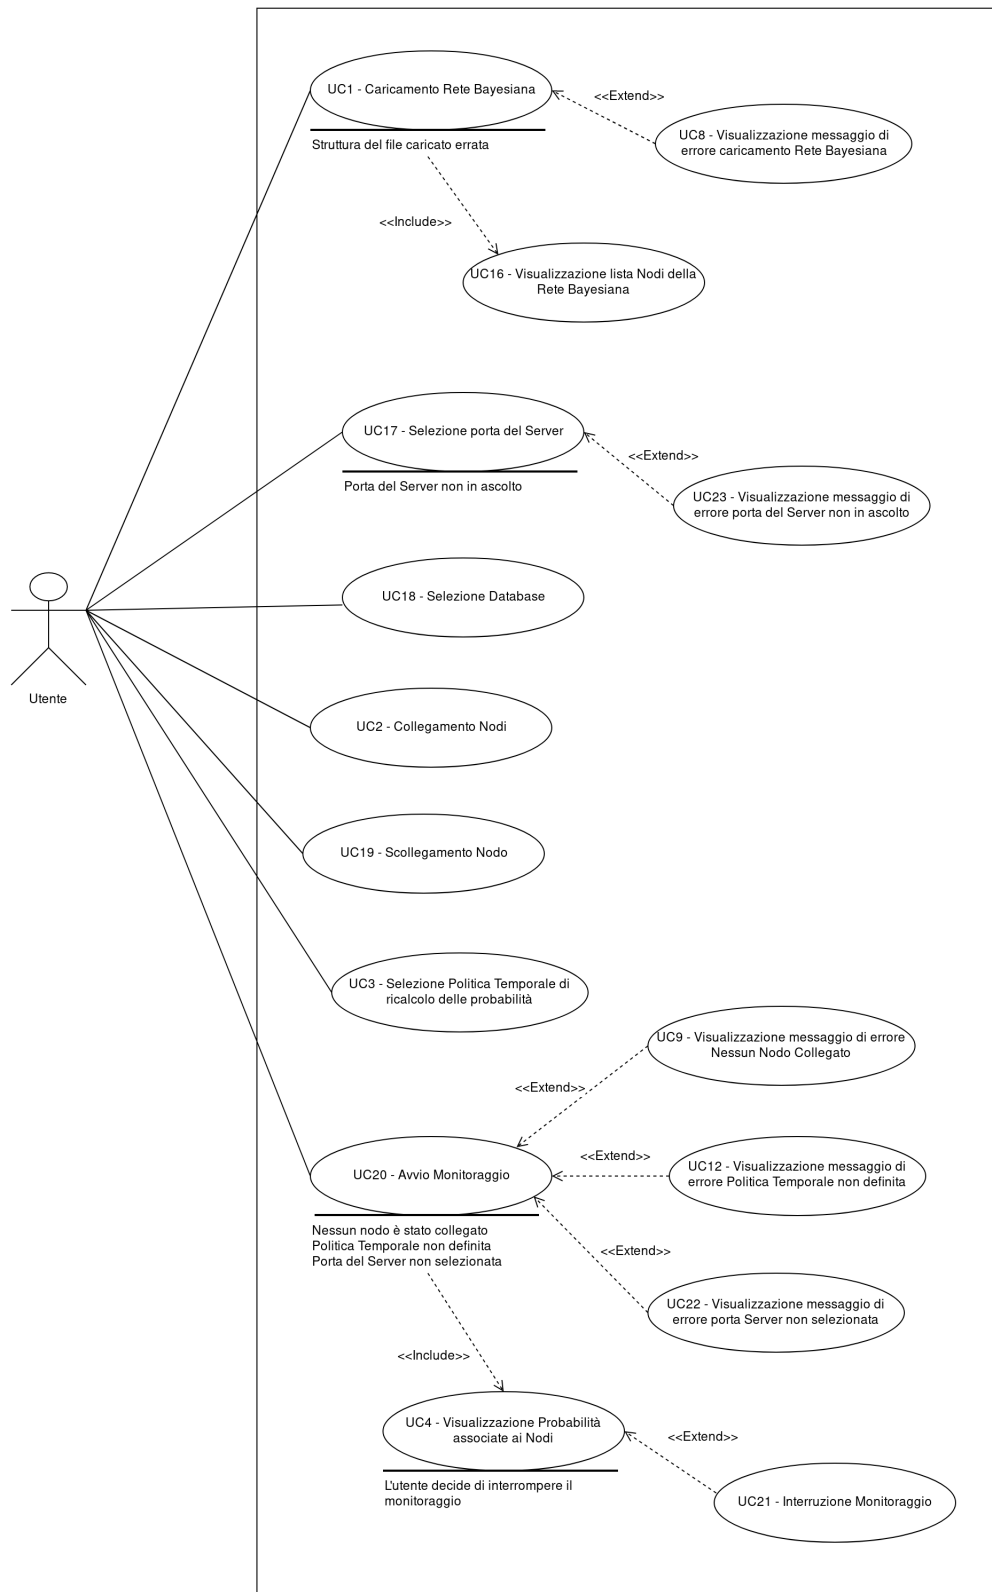 UC1 - Caricamento Rete Bayesiana
<<Extend>>
UC8 - Visualizzazione messaggio di
errore caricamento Rete Bayesiana
Struttura del file caricato errata
<<Include>>
UC16 - Visualizzazione lista Nodi della
Rete Bayesiana
UC17 - Selezione porta del Server
<<Extend>>
Porta del Server non in ascolto
UC23 - Visualizzazione messaggio di
errore porta del Server non in ascolto
UC18 - Selezione Database
Utente
UC2 - Collegamento Nodi
UC19 - Scollegamento Nodo
UC3 - Selezione Politica Temporale di
ricalcolo delle probabilità
UC9 - Visualizzazione messaggio di errore
Nessun Nodo Collegato
<<Extend>>
UC20 - Avvio Monitoraggio
<<Extend>>
UC12 - Visualizzazione messaggio di
errore Politica Temporale non definita
Nessun nodo è stato collegato
Politica Temporale non definita
Porta del Server non selezionata
<<Extend>>
UC22 - Visualizzazione messaggio di
errore porta Server non selezionata
<<Include>>
UC4 - Visualizzazione Probabilità
associate ai Nodi
<<Extend>>
L'utente decide di interrompere il
monitoraggio
UC21 - Interruzione Monitoraggio